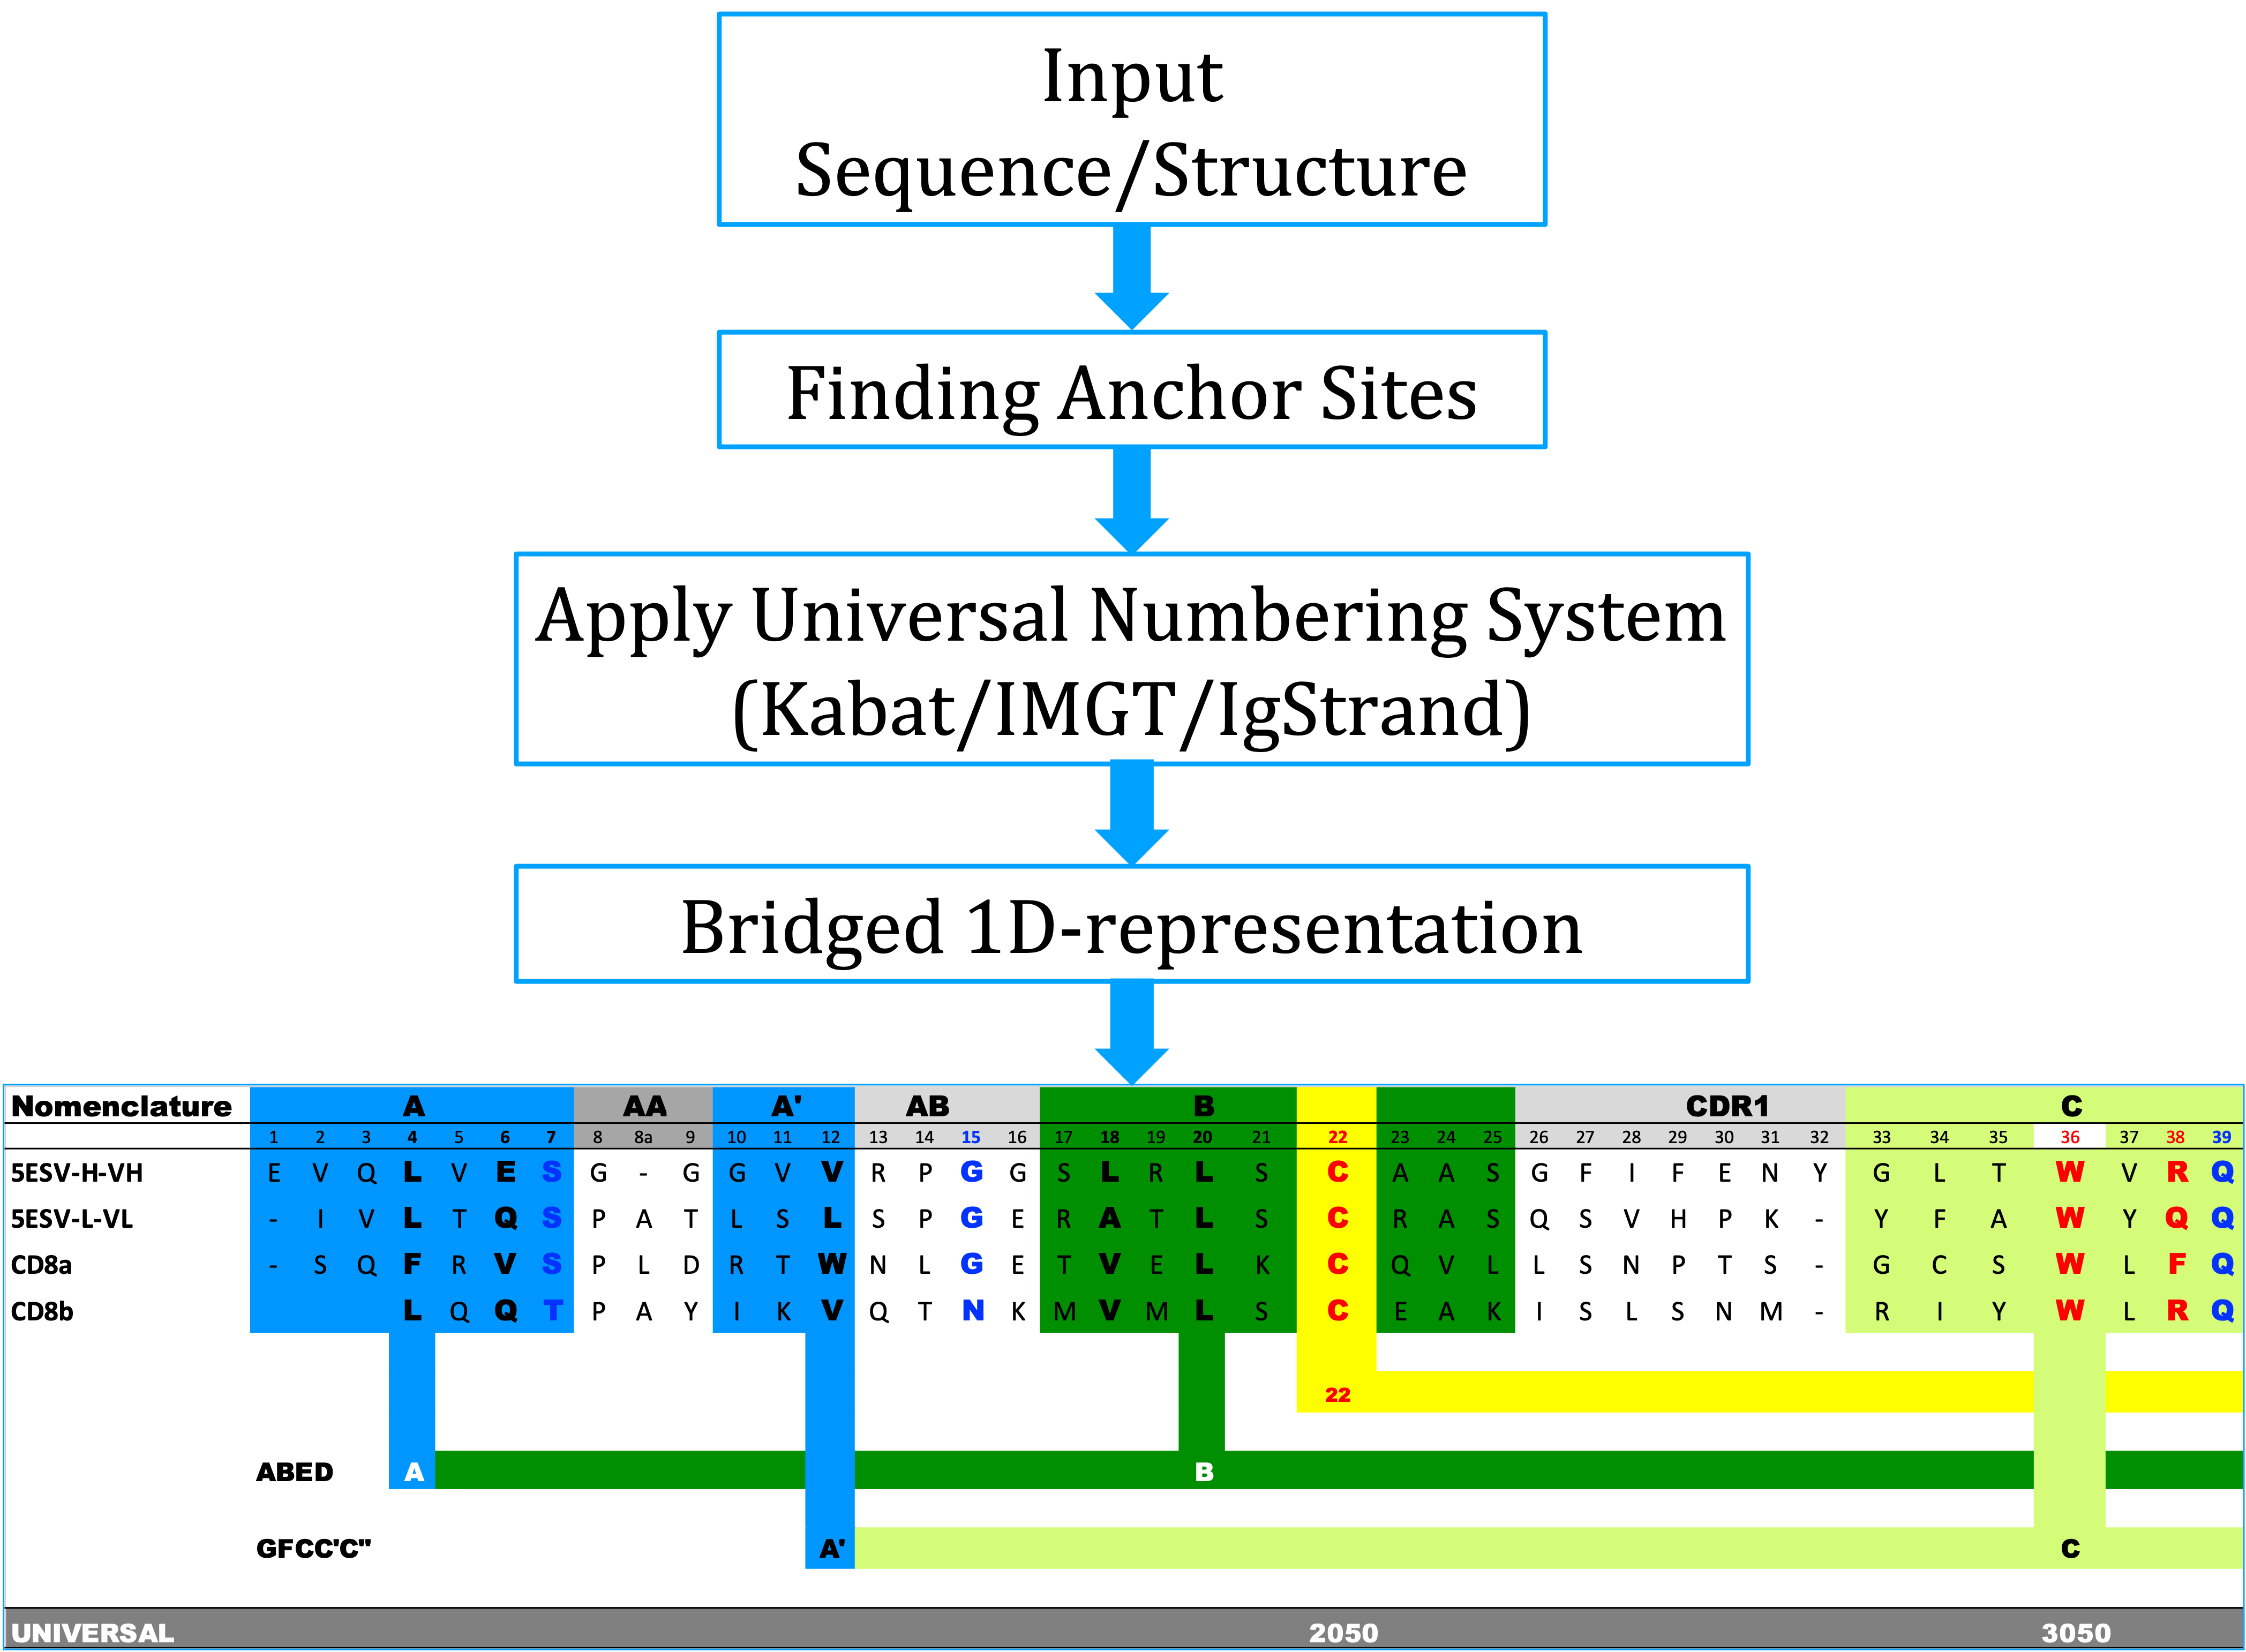 Input
Sequence/Structure
Finding Anchor Sites
Apply Universal Numbering System
(Kabat/IMGT/IgStrand)
Bridged 1D-representation
Nomenclature A AA A' AB B CDR1 C
1 2 3 4 5 6 7 8 8a 9 10 11 12 13 14 15 16 17 18 19 20 21 22 23 24 25 26 27 28 29 30 31 32 33 34 35 36 37 38 39
5ESV-H-VH E V Q L V E S G - G G V V R P G G S L R L S C A A S G F I F E N Y G L T W V R Q
5ESV-L-VL - I V L T Q S P A T L S L S P G E R A T L S C R A S Q S V H P K - Y F A W Y Q Q
CD8a - S Q F R V S P L D R T W N L G E T V E L K C Q V L L S N P T S - G C S W L F Q
CD8b L Q Q T P A Y I K V Q T N K M V M L S C E A K I S L S N M - R I Y W L R Q
22
ABED A B
GFCC'C" A' C
UNIVERSAL 2050 3050